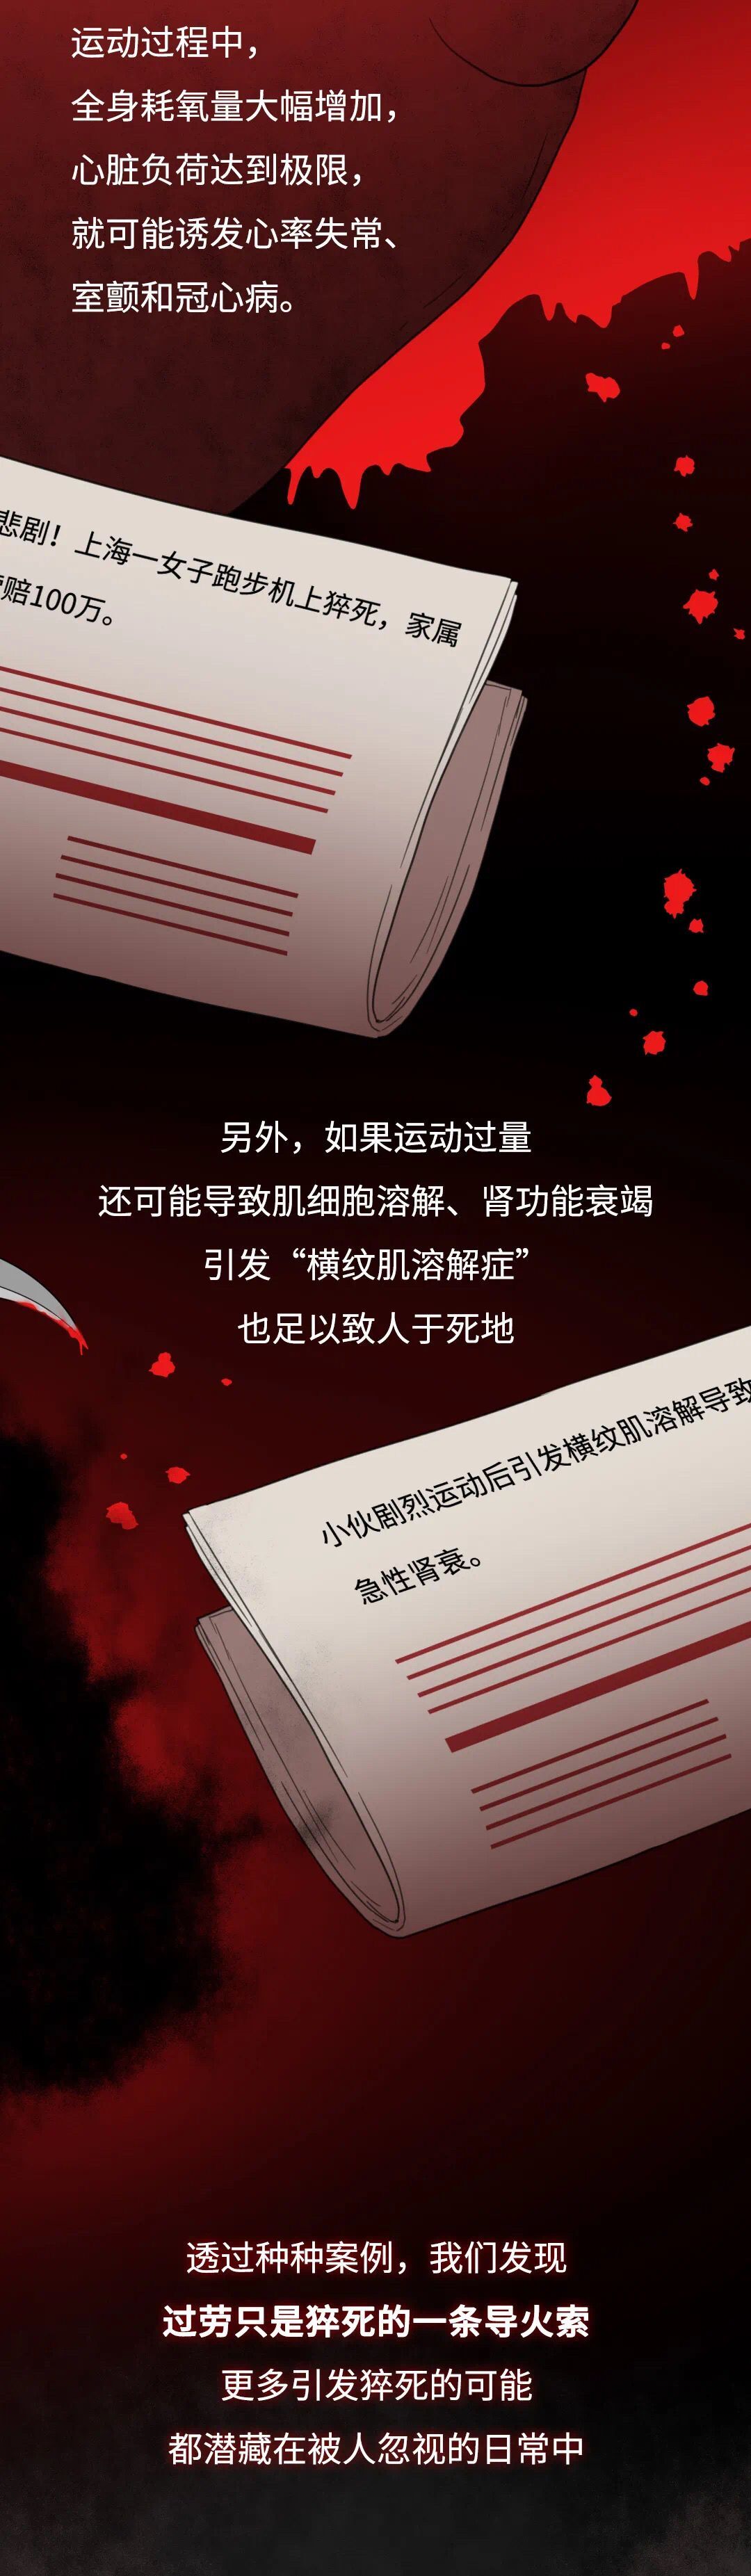 运动过程中，
全身耗氧量大幅增加，
心脏负荷达到极限，
就可能诱发心率失常、
室颤和冠心病。
悲剧！上海一女子跑步机上猝死，家属
赔100万。
另外，如果运动过量
还可能导致肌细胞溶解、肾功能衰竭
引发“横纹肌溶解症”
也足以致人于死地
小伙剧烈运动后引发横纹肌溶解导致
急性肾衰。
透过种种案例，我们发现
过劳只是猝死的一条导火索
更多引发猝死的可能
都潜藏在被人忽视的日常中